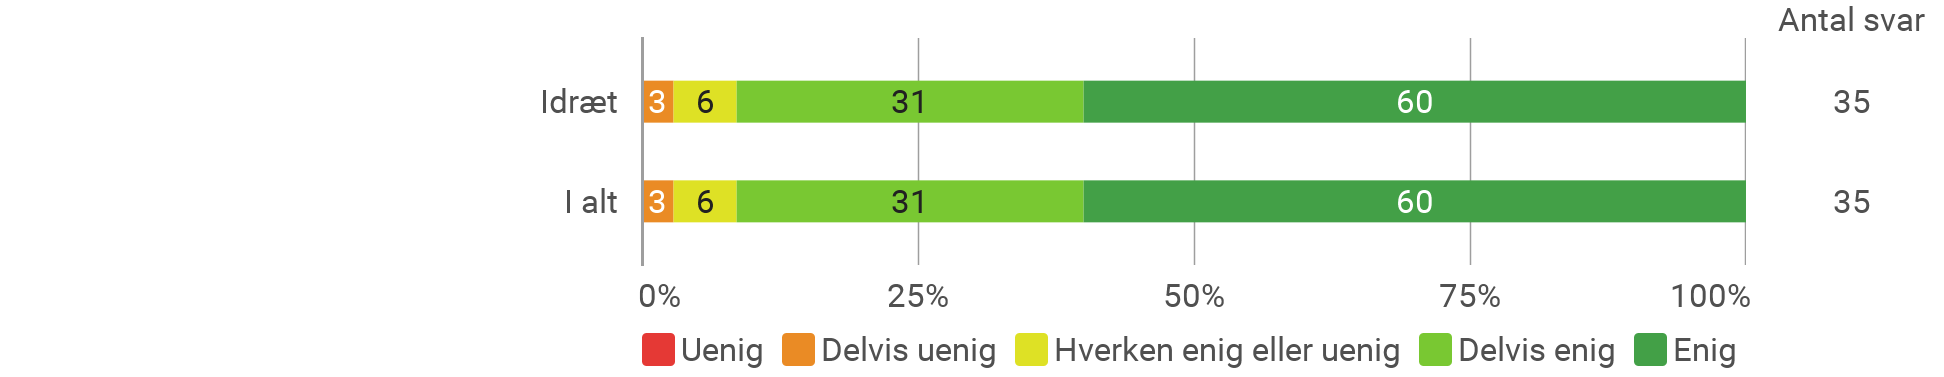 Antal svar
Idræt 3 6 31 60 35
I alt 3 6 31 60 35
0% 25% 50% 75% 100%
Uenig Delvis uenig Hverken enig eller uenig Delvis enig Enig